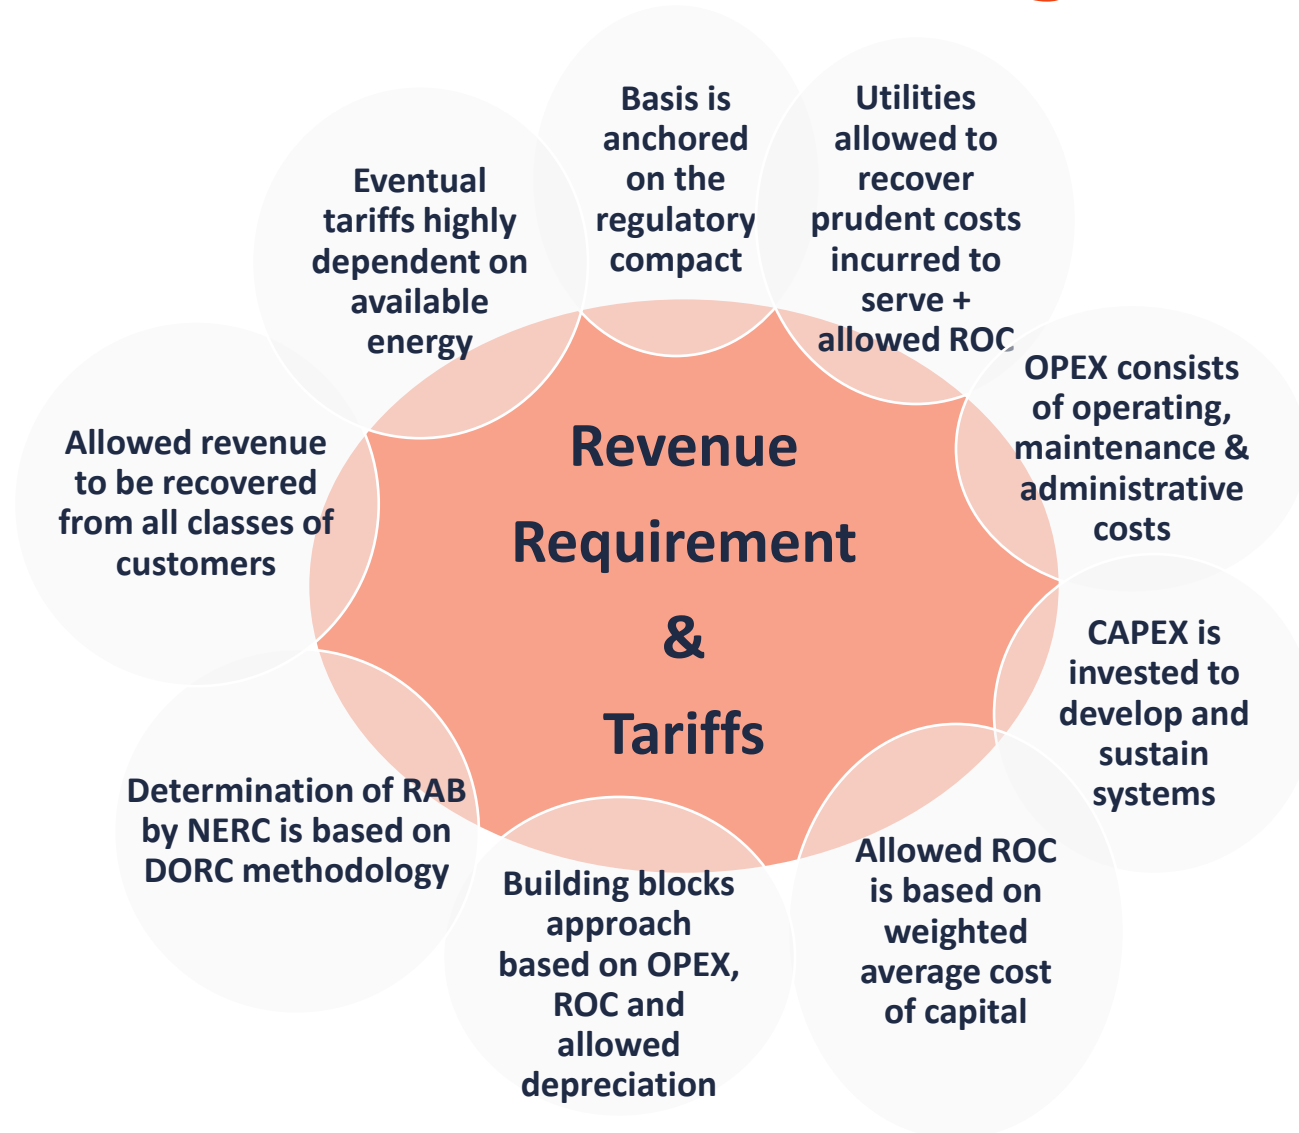 Revenue
Requirement
&
Tariffs
Basis is
anchored
on the
regulatory
compact
Utilities
allowed to
recover
prudent costs
incurred to
serve +
allowed ROC
OPEX consists
of operating,
maintenance &
administrative
costs
CAPEX is
invested to
develop and
sustain
systems
Allowed ROC
is based on
weighted
average cost
of capital
Building blocks
approach
based on OPEX,
ROC and
allowed
depreciation
Determination of RAB
by NERC is based on
DORC methodology
Allowed revenue
to be recovered
from all classes of
customers
Eventual
tariffs highly
dependent on
available
energy